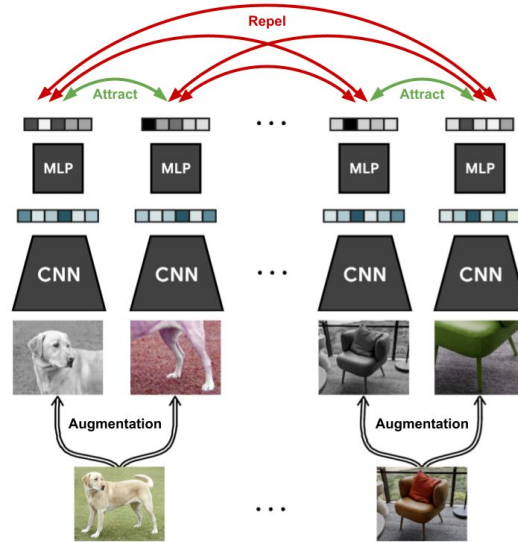 Repel
Attract Attract
MLP MLP MLP MLP
CNN CNN CNN CNN
Augmentation Augmentation